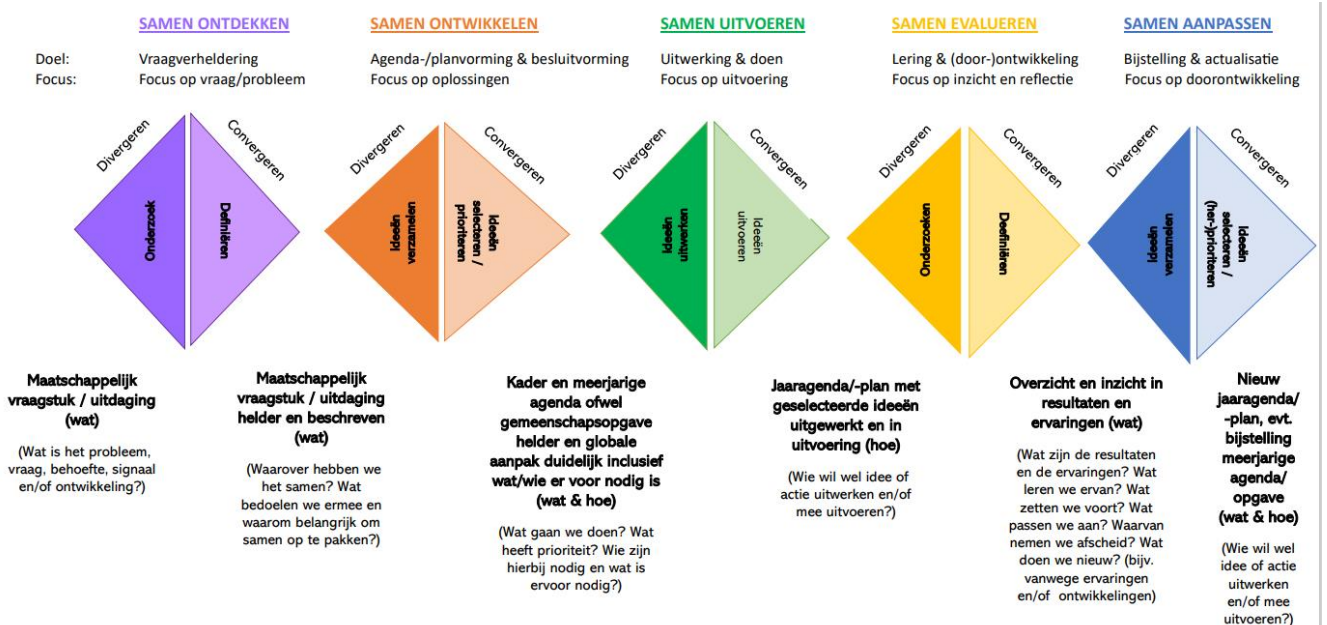 SAMEN ONTDEKKEN
SAMEN ONTWIKKELEN
SAMEN UITVOEREN
SAMEN EVALUEREN
SAMEN AANPASSEN
Doel:
Vraagverheldering
Agenda-/planvorming & besluitvorming
Uitwerking & doen
Lering & (door-)ontwikkeling
Bijstelling & actualisatie
Focus:
Focus op vraag/probleem
Focus op oplossingen
Focus op uitvoering
Focus op inzicht en reflectie
Focus op doorontwikkeling
Divergeren
Convergeren
Onderzoek
Definiëren
Divergeren
Convergeren
Ideeën
verzamelen
Ideeën
selecteren /
prioriteren
Divergeren
Convergeren
Ideeën
uitwerken
Ideeën
uitvoeren
Divergeren
Convergeren
Onderzoeken
Deefiniëren
Divergeren
Convergeren
Ideeën
verzamelen
Ideeën
selecteren /
(her-)prioriteren
Maatschappelijk
vraagstuk / uitdaging
(wat)
(Wat is het probleem,
vraag, behoefte, signaal
en/of ontwikkeling?)
Maatschappelijk
vraagstuk / uitdaging
helder en beschreven
(wat)
(Waarover hebben we
het samen? Wat
bedoelen we ermee en
waarom belangrijk om
samen op te pakken?)
Kader en meerjarige
agenda ofwel
gemeenschapsopgave
helder en globale
aanpak duidelijk inclusief
wat/wie er voor nodig is
(wat & hoe)
(Wat gaan we doen? Wat
heeft prioriteit? Wie zijn
hierbij nodig en wat is
ervoor nodig?)
Jaaragenda/-plan met
geselecteerde ideeën
uitgewerkt en in
uitvoering (hoe)
(Wie wil wel idee of
actie uitwerken en/of
mee uitvoeren?)
Overzicht en inzicht in
resultaten en
ervaringen (wat)
(Wat zijn de resultaten
en de ervaringen? Wat
leren we ervan? Wat
zetten we voort? Wat
passen we aan? Waarvan
nemen we afscheid? Wat
doen we nieuw? (bijv.
vanwege ervaringen
en/of ontwikkelingen)
Nieuw
jaaragenda/
-plan, evt.
bijstelling
meerjarige
agenda/
opgave
(wat & hoe)
(Wie wil wel
idee of actie
uitwerken
en/of mee
uitvoeren?)